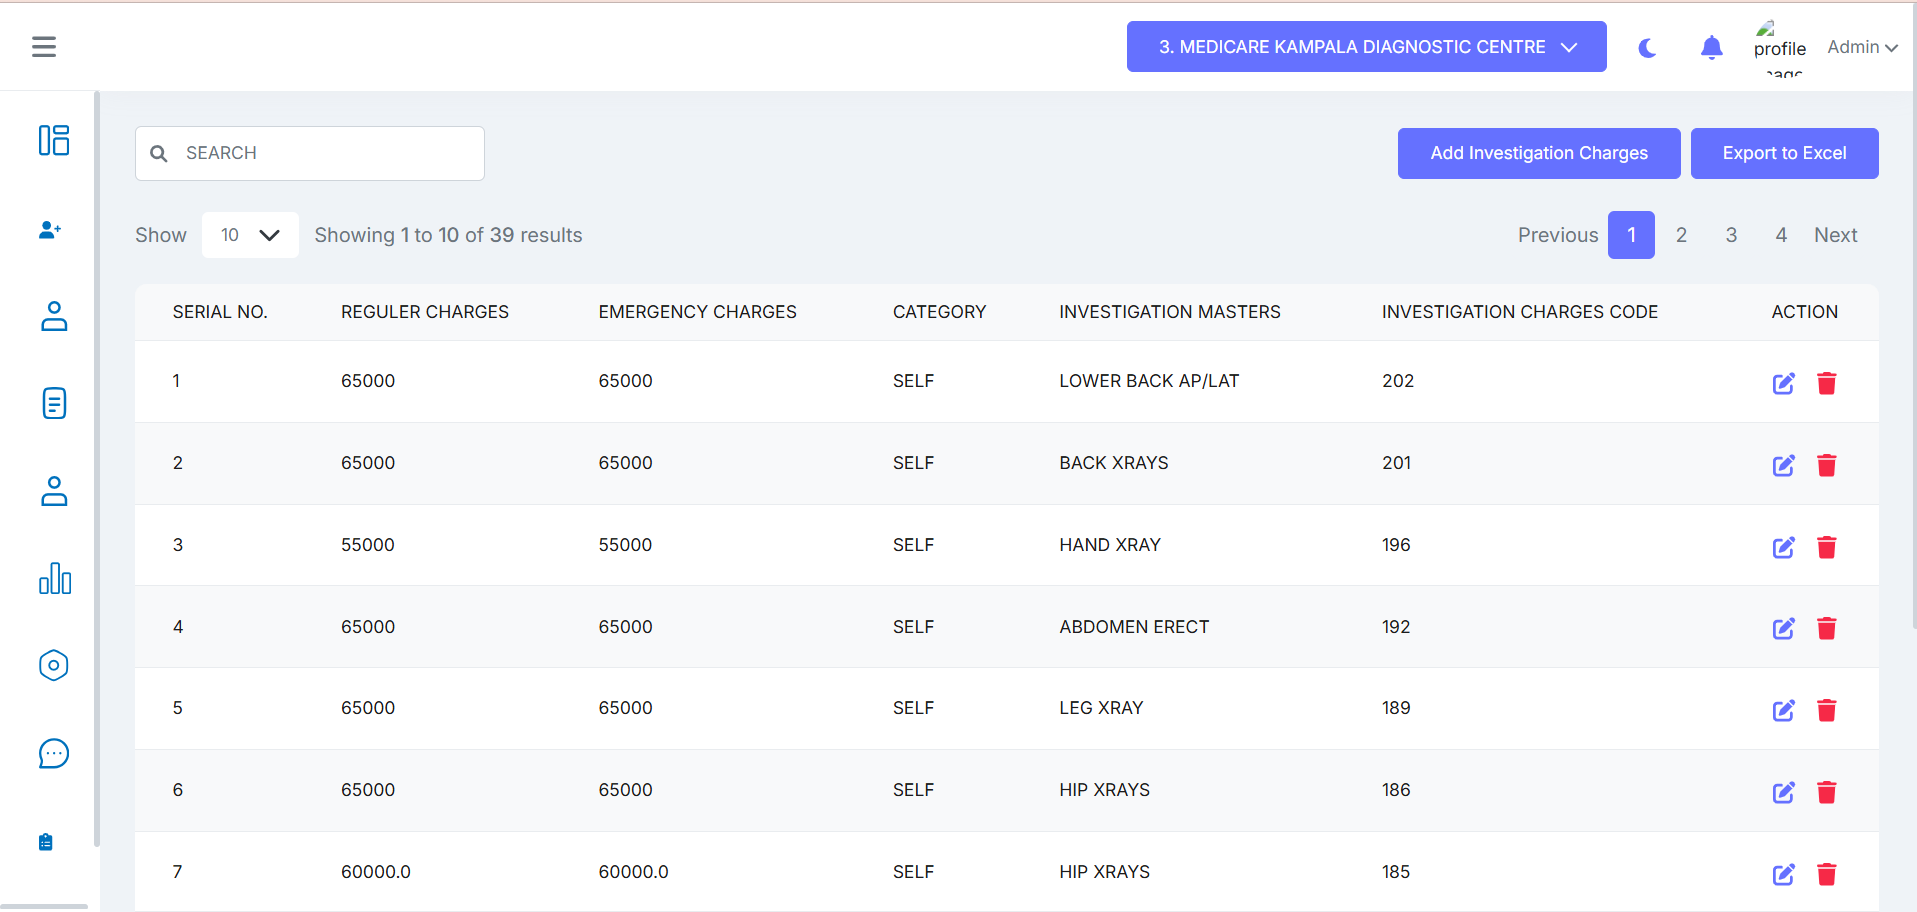 3. MEDICARE KAMPALA DIAGNOSTIC CENTRE
profile
Admin
SEARCH
Add Investigation Charges
Export to Excel
Show 10 Showing 1 to 10 of 39 results
Previous 1 2 3 4 Next
SERIAL NO. REGULER CHARGES EMERGENCY CHARGES CATEGORY INVESTIGATION MASTERS INVESTIGATION CHARGES CODE ACTION
1 65000 65000 SELF LOWER BACK AP/LAT 202
2 65000 65000 SELF BACK XRAYS 201
3 55000 55000 SELF HAND XRAY 196
4 65000 65000 SELF ABDOMEN ERECT 192
5 65000 65000 SELF LEG XRAY 189
6 65000 65000 SELF HIP XRAYS 186
7 60000.0 60000.0 SELF HIP XRAYS 185